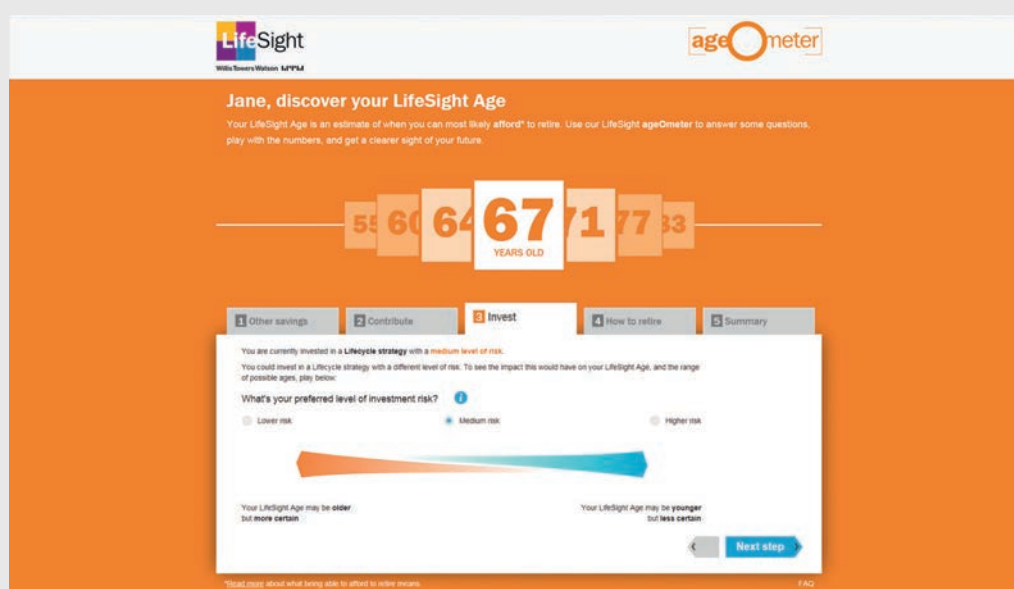 LifeSight
Willis Towers Watson
[ageOmeter]
Jane, discover your LifeSight Age
Your LifeSight Age is an estimate of when you can most likely afford* to retire. Use our LifeSight ageOmeter to answer some questions,
play with the numbers, and get a clearer sight of your future.
55 60 64 67 71 77 83
YEARS OLD
1 Other savings 2 Contribute 3 Invest 4 How to retire 5 Summary
You are currently invested in a Lifecycle strategy with a medium level of risk.
You could invest in a Lifecycle strategy with a different level of risk. To see the impact this would have on your LifeSight Age, and the range
of possible ages, play below:
What's your preferred level of investment risk? i
Lower risk Medium risk Higher risk
Your LifeSight Age may be older
but more certain
Your LifeSight Age may be younger
but less certain
Next step
*Read more about what being able to afford to retire means. FAQ